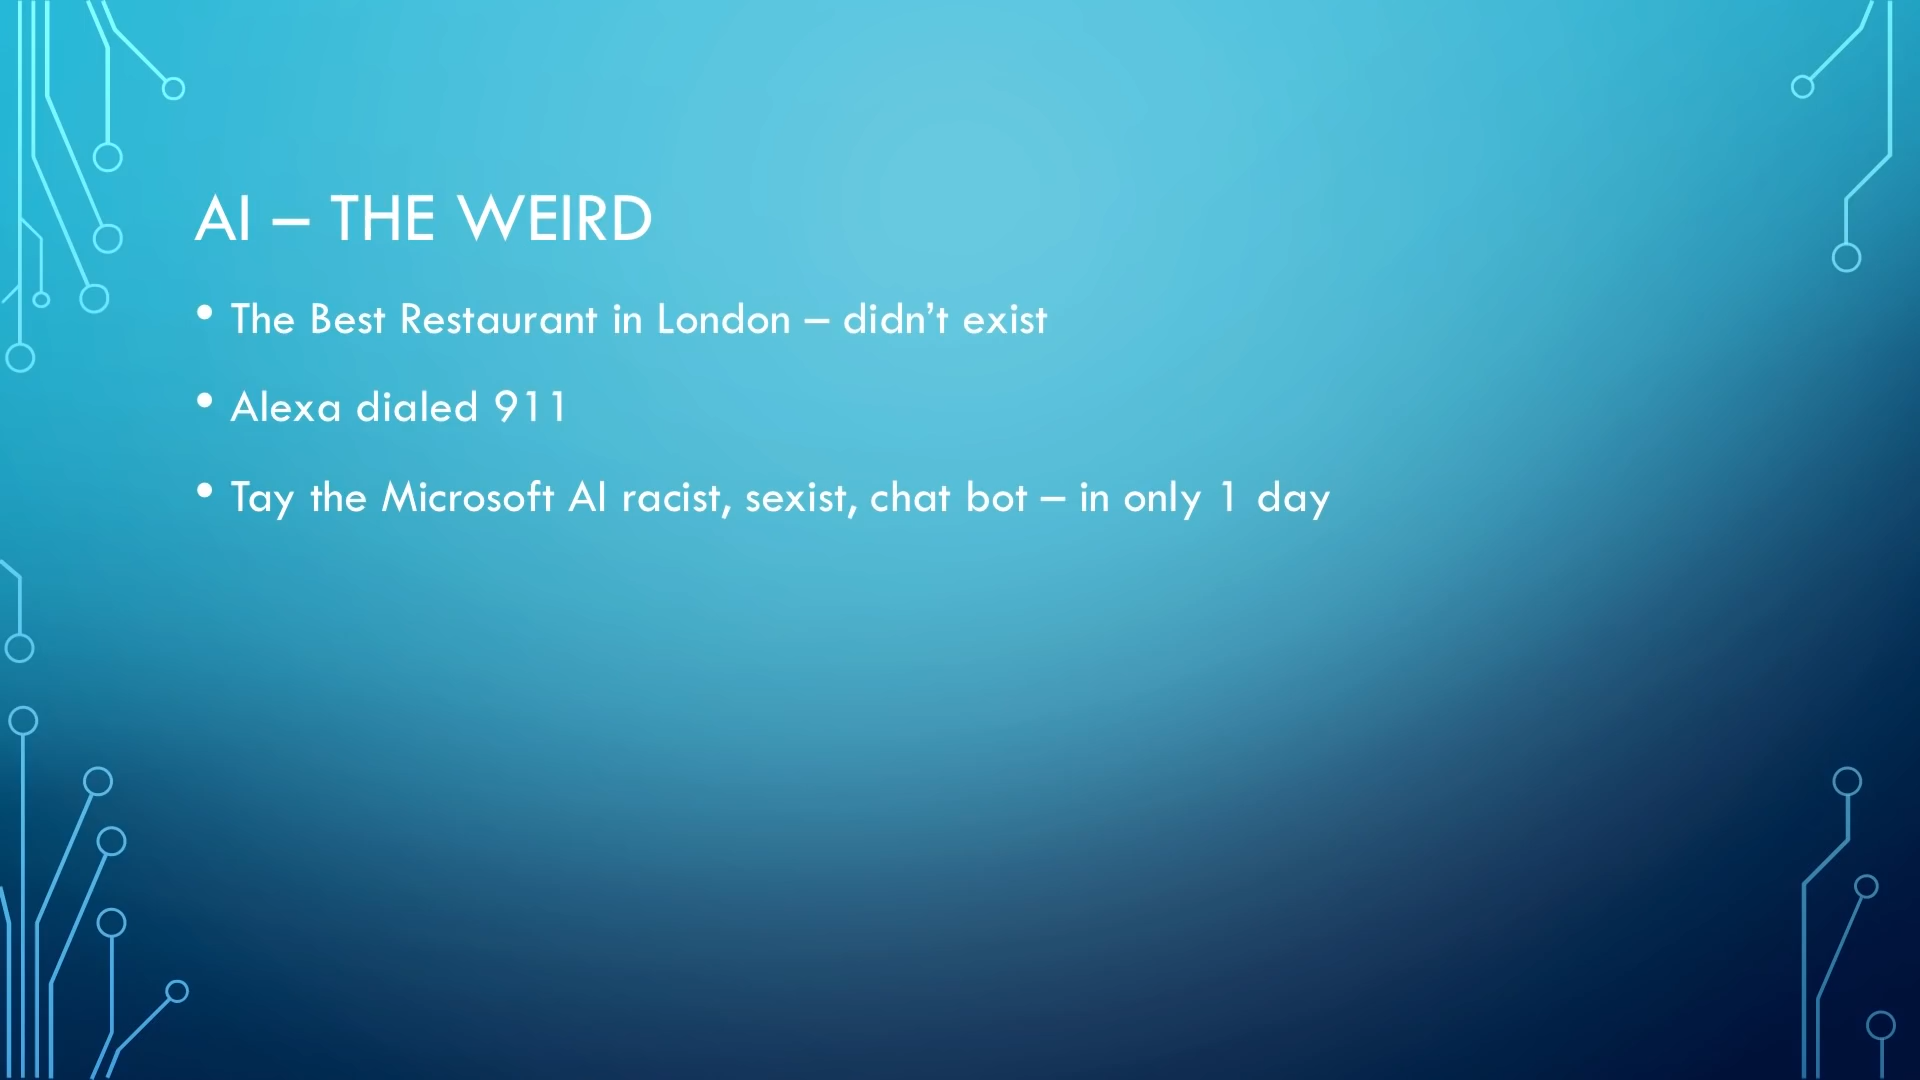 AI – THE WEIRD
• The Best Restaurant in London – didn’t exist
• Alexa dialed 911
• Tay the Microsoft AI racist, sexist, chat bot – in only 1 day